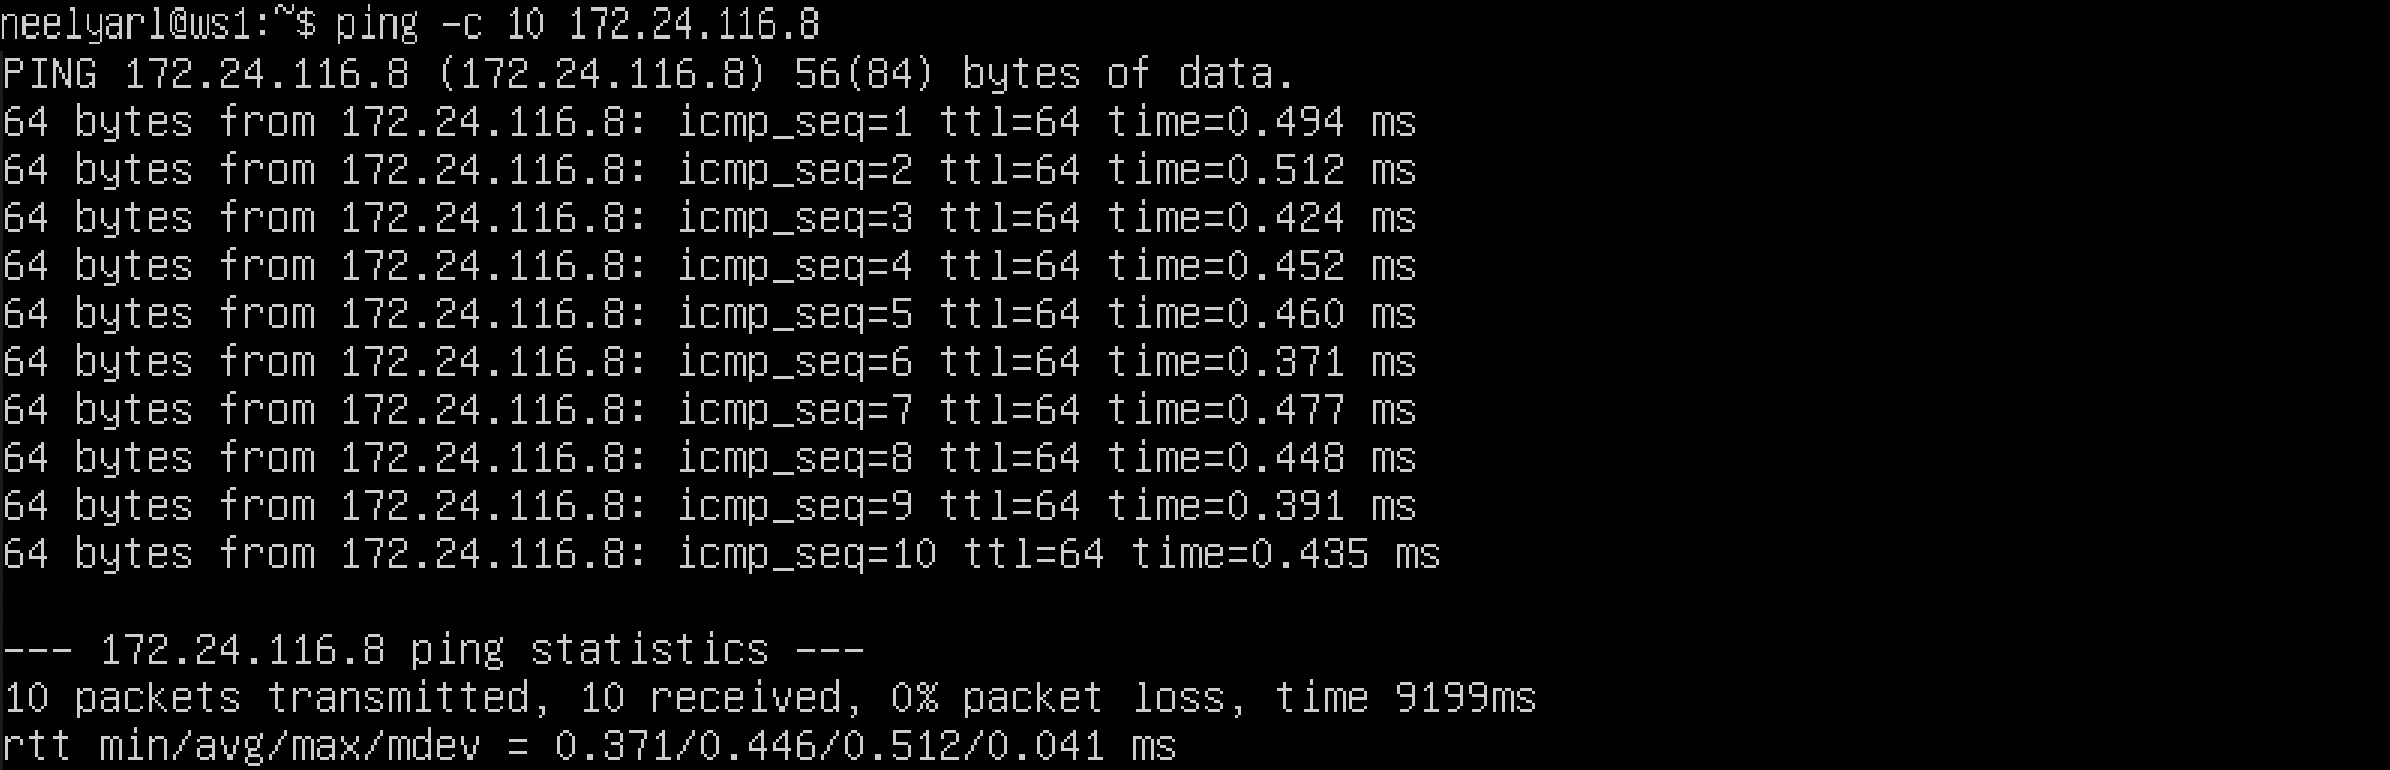 neelyarl@ws1:~$ ping -c 10 172.24.116.8
PING 172.24.116.8 (172.24.116.8) 56(84) bytes of data.
64 bytes from 172.24.116.8: icmp_seq=1 ttl=64 time=0.494 ms
64 bytes from 172.24.116.8: icmp_seq=2 ttl=64 time=0.512 ms
64 bytes from 172.24.116.8: icmp_seq=3 ttl=64 time=0.424 ms
64 bytes from 172.24.116.8: icmp_seq=4 ttl=64 time=0.452 ms
64 bytes from 172.24.116.8: icmp_seq=5 ttl=64 time=0.460 ms
64 bytes from 172.24.116.8: icmp_seq=6 ttl=64 time=0.371 ms
64 bytes from 172.24.116.8: icmp_seq=7 ttl=64 time=0.477 ms
64 bytes from 172.24.116.8: icmp_seq=8 ttl=64 time=0.448 ms
64 bytes from 172.24.116.8: icmp_seq=9 ttl=64 time=0.391 ms
64 bytes from 172.24.116.8: icmp_seq=10 ttl=64 time=0.435 ms
--- 172.24.116.8 ping statistics ---
10 packets transmitted, 10 received, 0% packet loss, time 9199ms
rtt min/avg/max/mdev = 0.371/0.446/0.512/0.041 ms